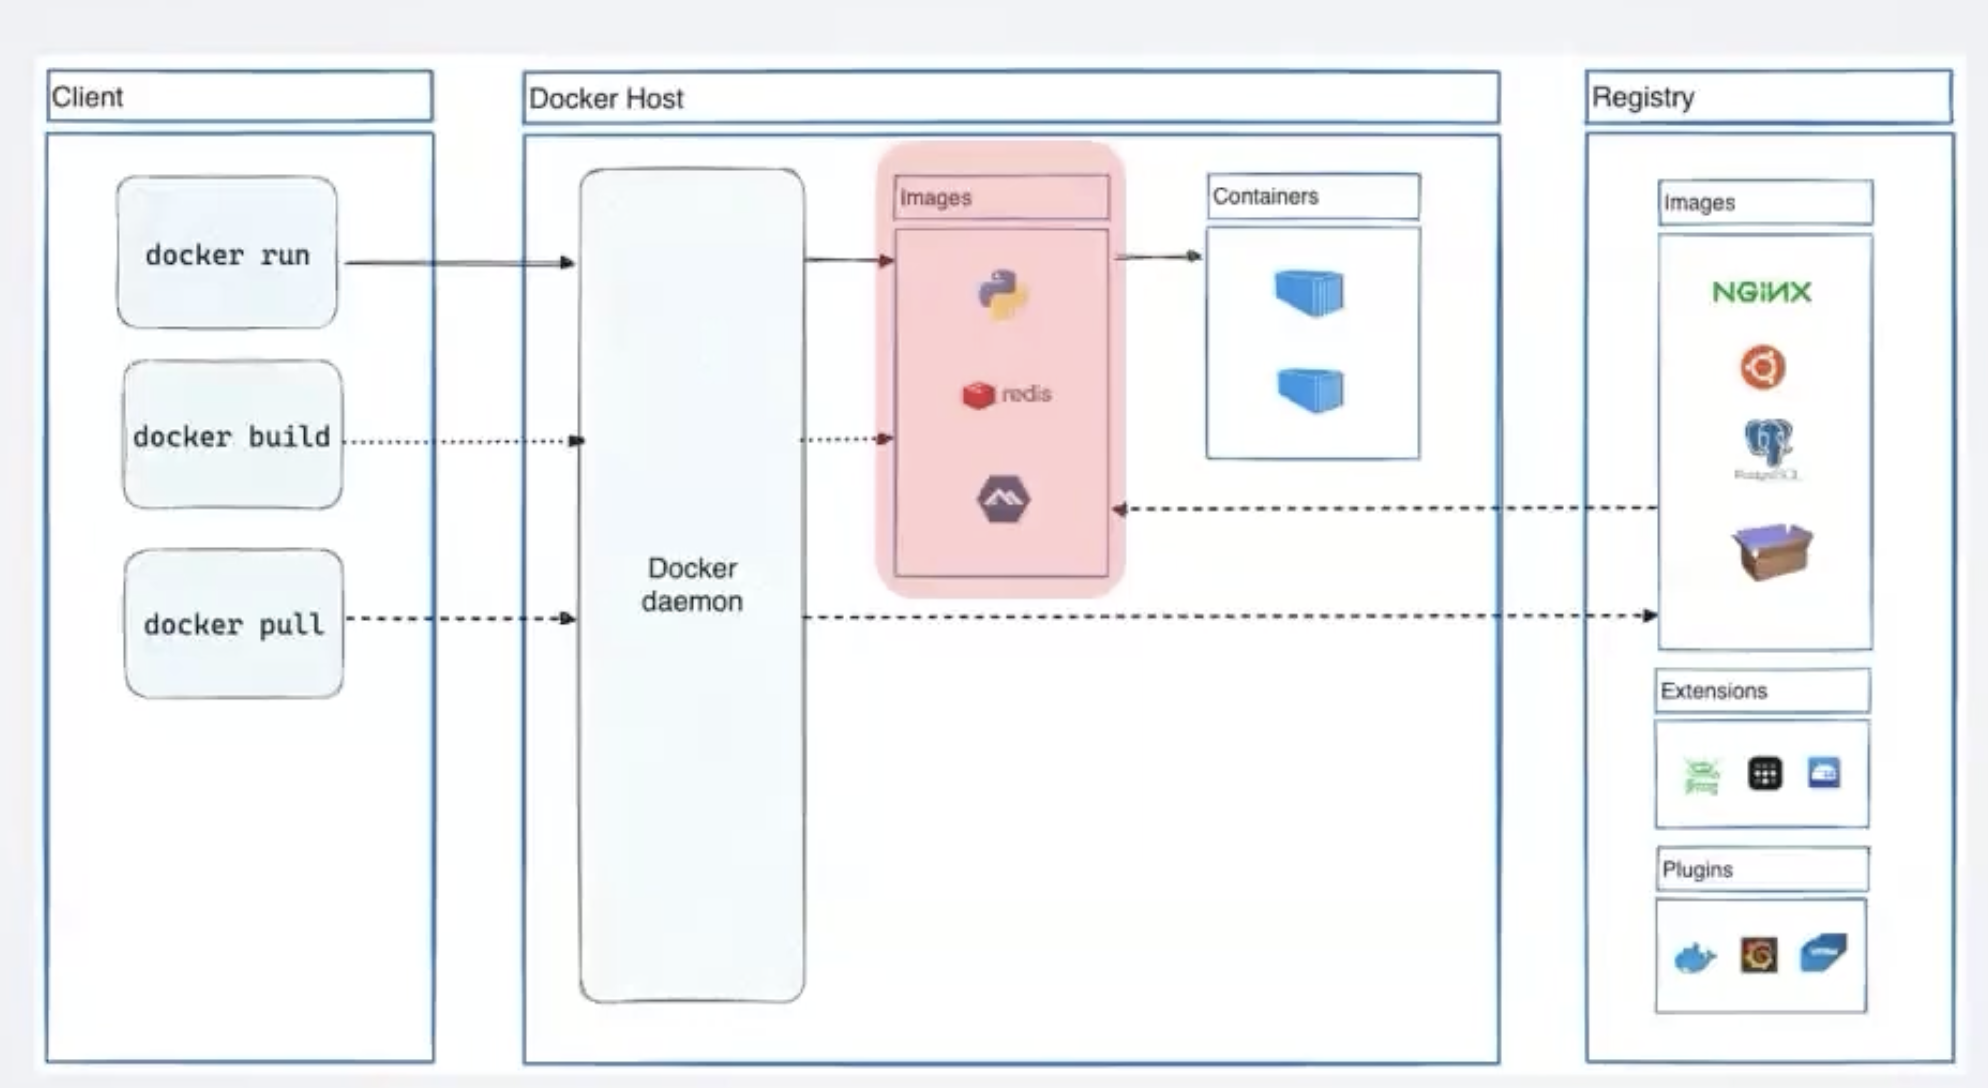 Client
docker run
docker build
docker pull
Docker Host
Docker
daemon
Images
redis
Containers
Registry
Images
NGINX
PostgreSQL
Extensions
Plugins